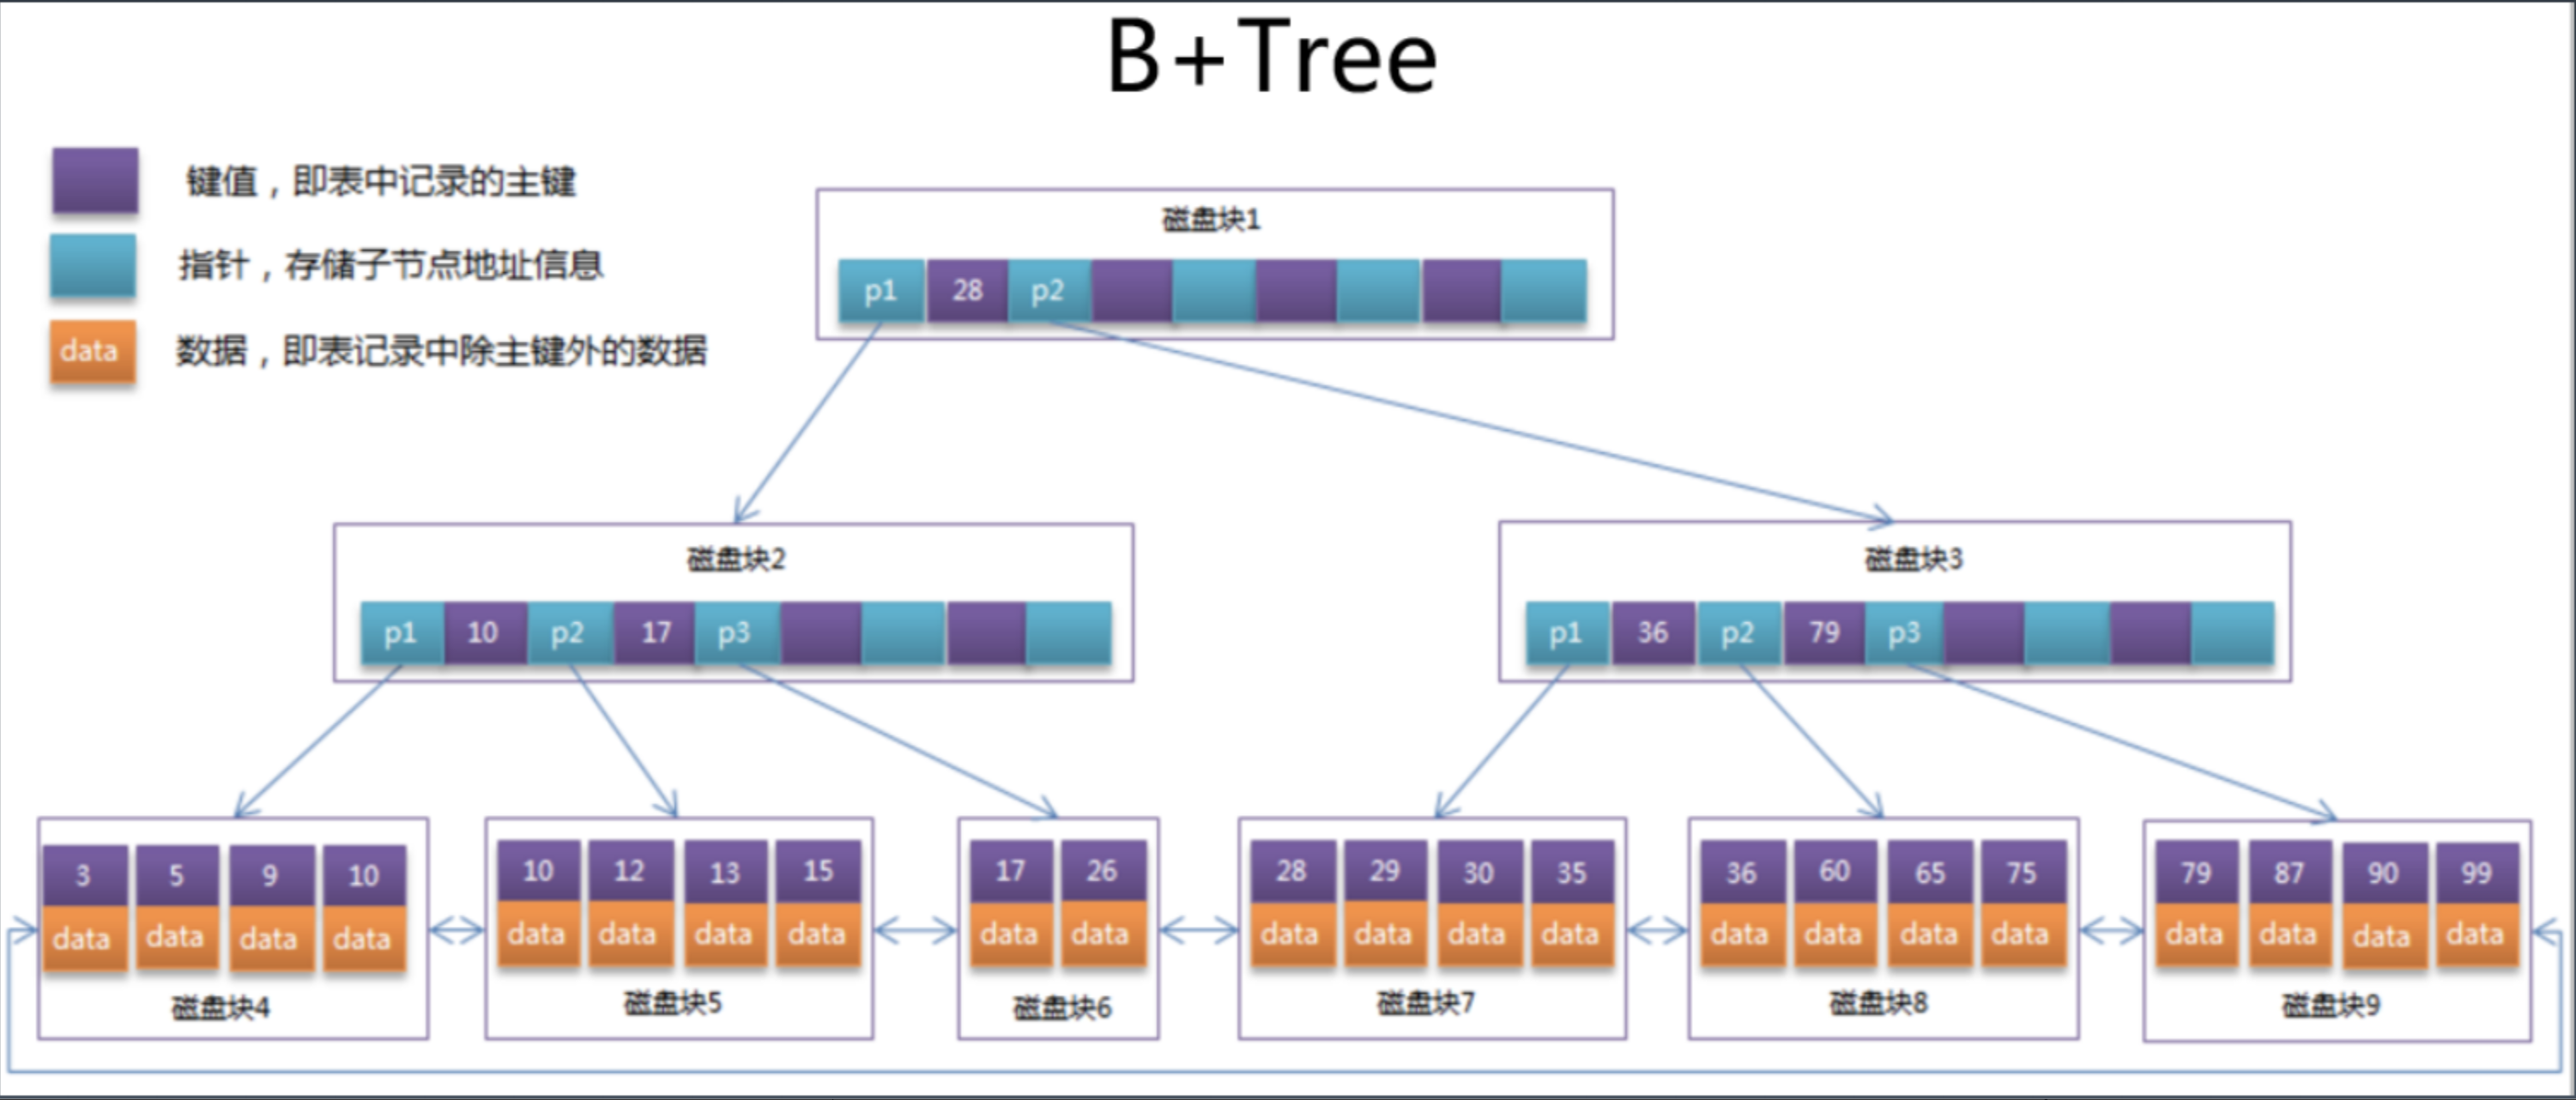 B+Tree
键值，即表中记录的主键
指针，存储子节点地址信息
data 数据，即表记录中除主键外的数据
磁盘块1
p1 28 p2
磁盘块2
p1 10 p2 17 p3
磁盘块3
p1 36 p2 79 p3
3 5 9 10
data data data data
磁盘块4
10 12 13 15
data data data data
磁盘块5
17 26
data data
磁盘块6
28 29 30 35
data data data data
磁盘块7
36 60 65 75
data data data data
磁盘块8
79 87 90 99
data data data data
磁盘块9